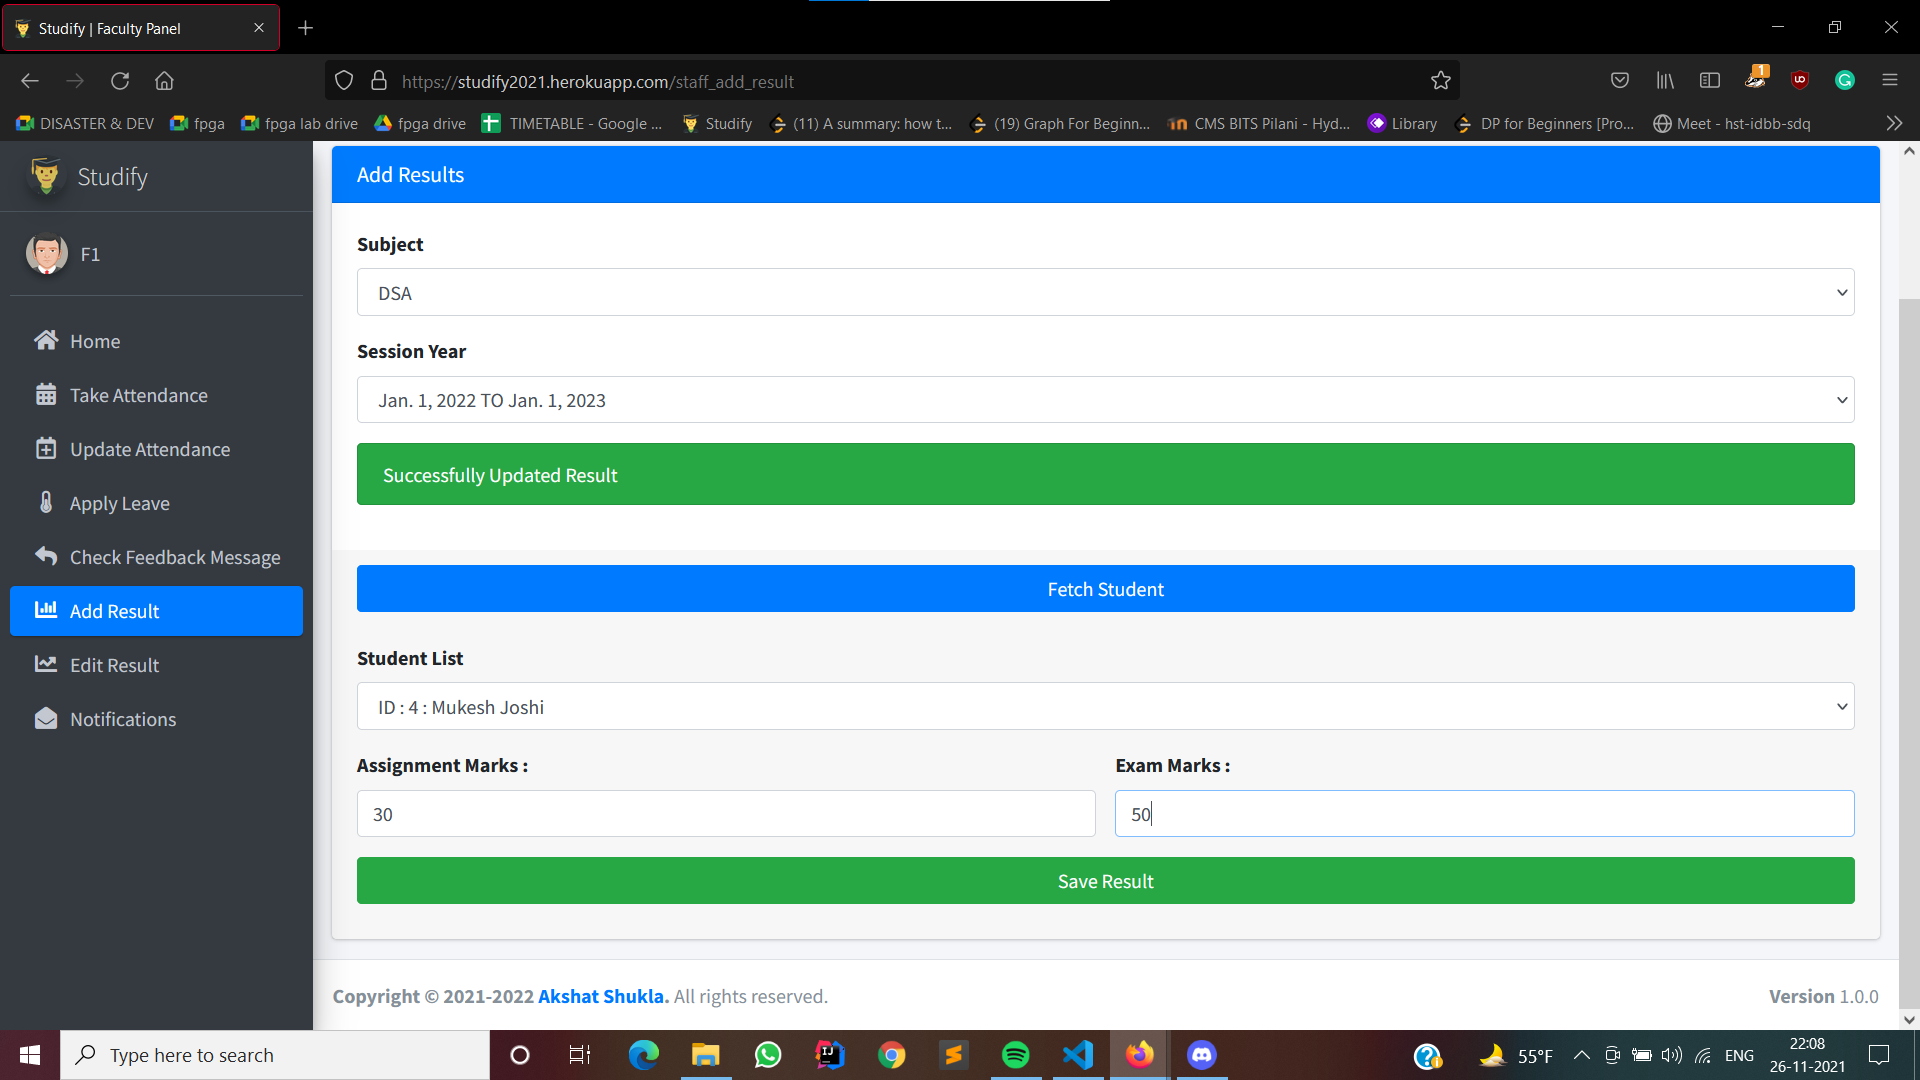 Studify | Faculty Panel
https://studify2021.herokuapp.com/staff_add_result
1
DISASTER & DEV
fpga
fpga lab drive
fpga drive
TIMETABLE - Google ...
Studify
(11) A summary: how t...
(19) Graph For Beginn...
CMS BITS Pilani - Hyd...
Library
DP for Beginners [Pro...
Meet - hst-idbb-sdq
Studify
F1
Home
Take Attendance
Update Attendance
Apply Leave
Check Feedback Message
Add Result
Edit Result
Notifications
Add Results
Subject
DSA
Session Year
Jan. 1, 2022 TO Jan. 1, 2023
Successfully Updated Result
Fetch Student
Student List
ID : 4 : Mukesh Joshi
Assignment Marks :
Exam Marks :
30
50
Save Result
Copyright © 2021-2022 Akshat Shukla. All rights reserved.
Version 1.0.0
Type here to search
55°F
ENG
22:08
26-11-2021